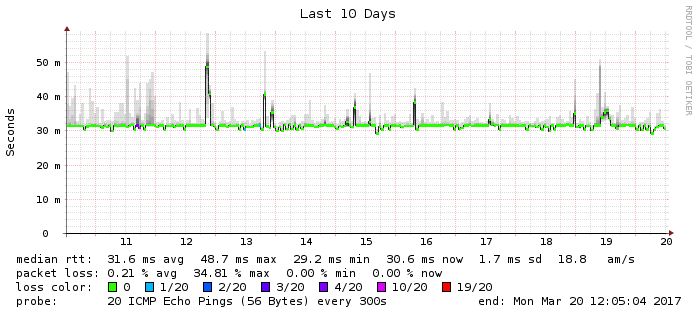 Last 10 Days
RRDTOOL / TOBI OETIKER
Seconds
50 m
40 m
30 m
20 m
10 m
0
11 12 13 14 15 16 17 18 19 20
median rtt: 31.6 ms avg 48.7 ms max 29.2 ms min 30.6 ms now 1.7 ms sd 18.8 am/s
packet loss: 0.21 % avg 34.81 % max 0.00 % min 0.00 % now
loss color: 0 1/20 2/20 3/20 4/20 10/20 19/20
probe: 20 ICMP Echo Pings (56 Bytes) every 300s end: Mon Mar 20 12:05:04 2017